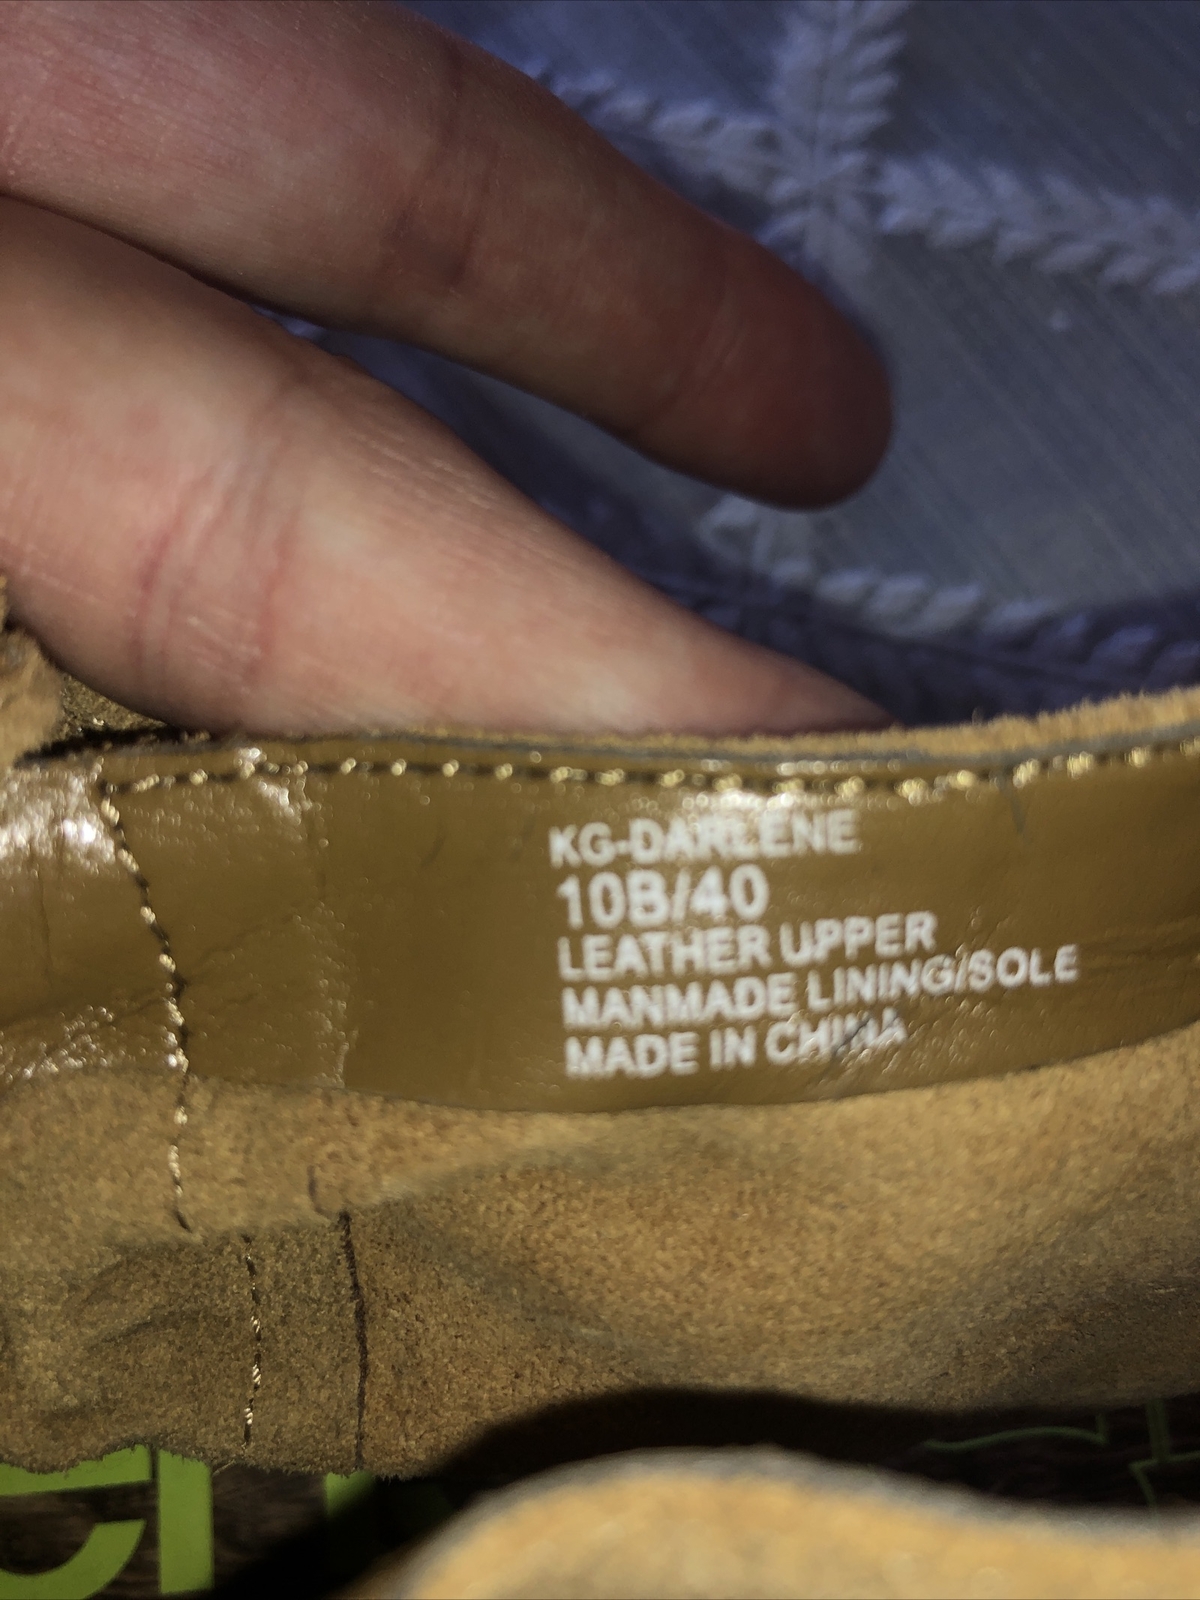 KG-DARLENE
10B/40
LEATHER UPPER
MANMADE LINING/SOLE
MADE IN CHINA